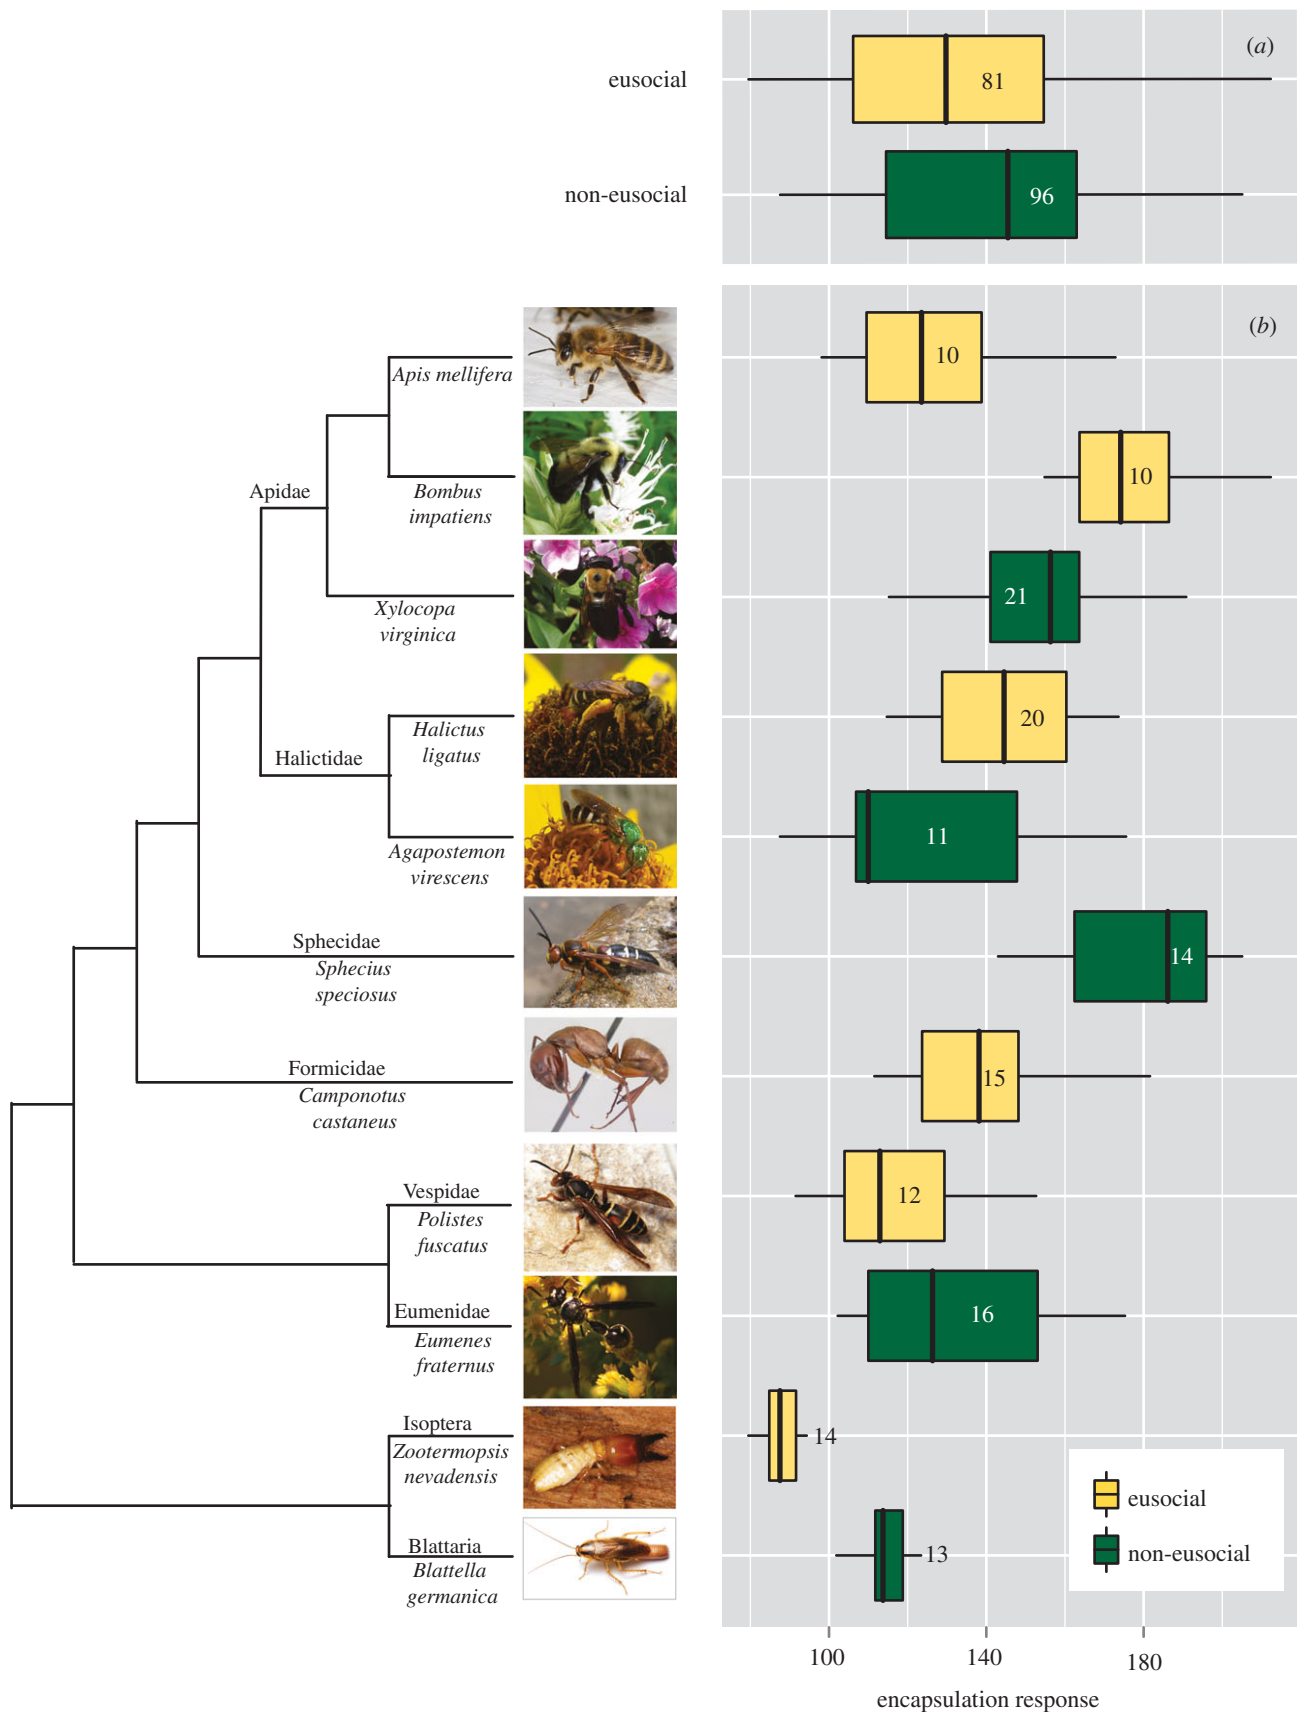 (a)
eusocial
81
non-eusocial
96
(b)
Apis mellifera
10
Apidae
Bombus
impatiens
10
Xylocopa
virginica
21
Halictus
ligatus
20
Halictidae
Agapostemon
virescens
11
Sphecidae
Sphecius
speciosus
14
Formicidae
Camponotus
castaneus
15
Vespidae
Polistes
fuscatus
12
Eumenidae
Eumenes
fraternus
16
Isoptera
Zootermopsis
nevadensis
14
Blattaria
Blattella
germanica
13
eusocial
non-eusocial
100 140 180
encapsulation response